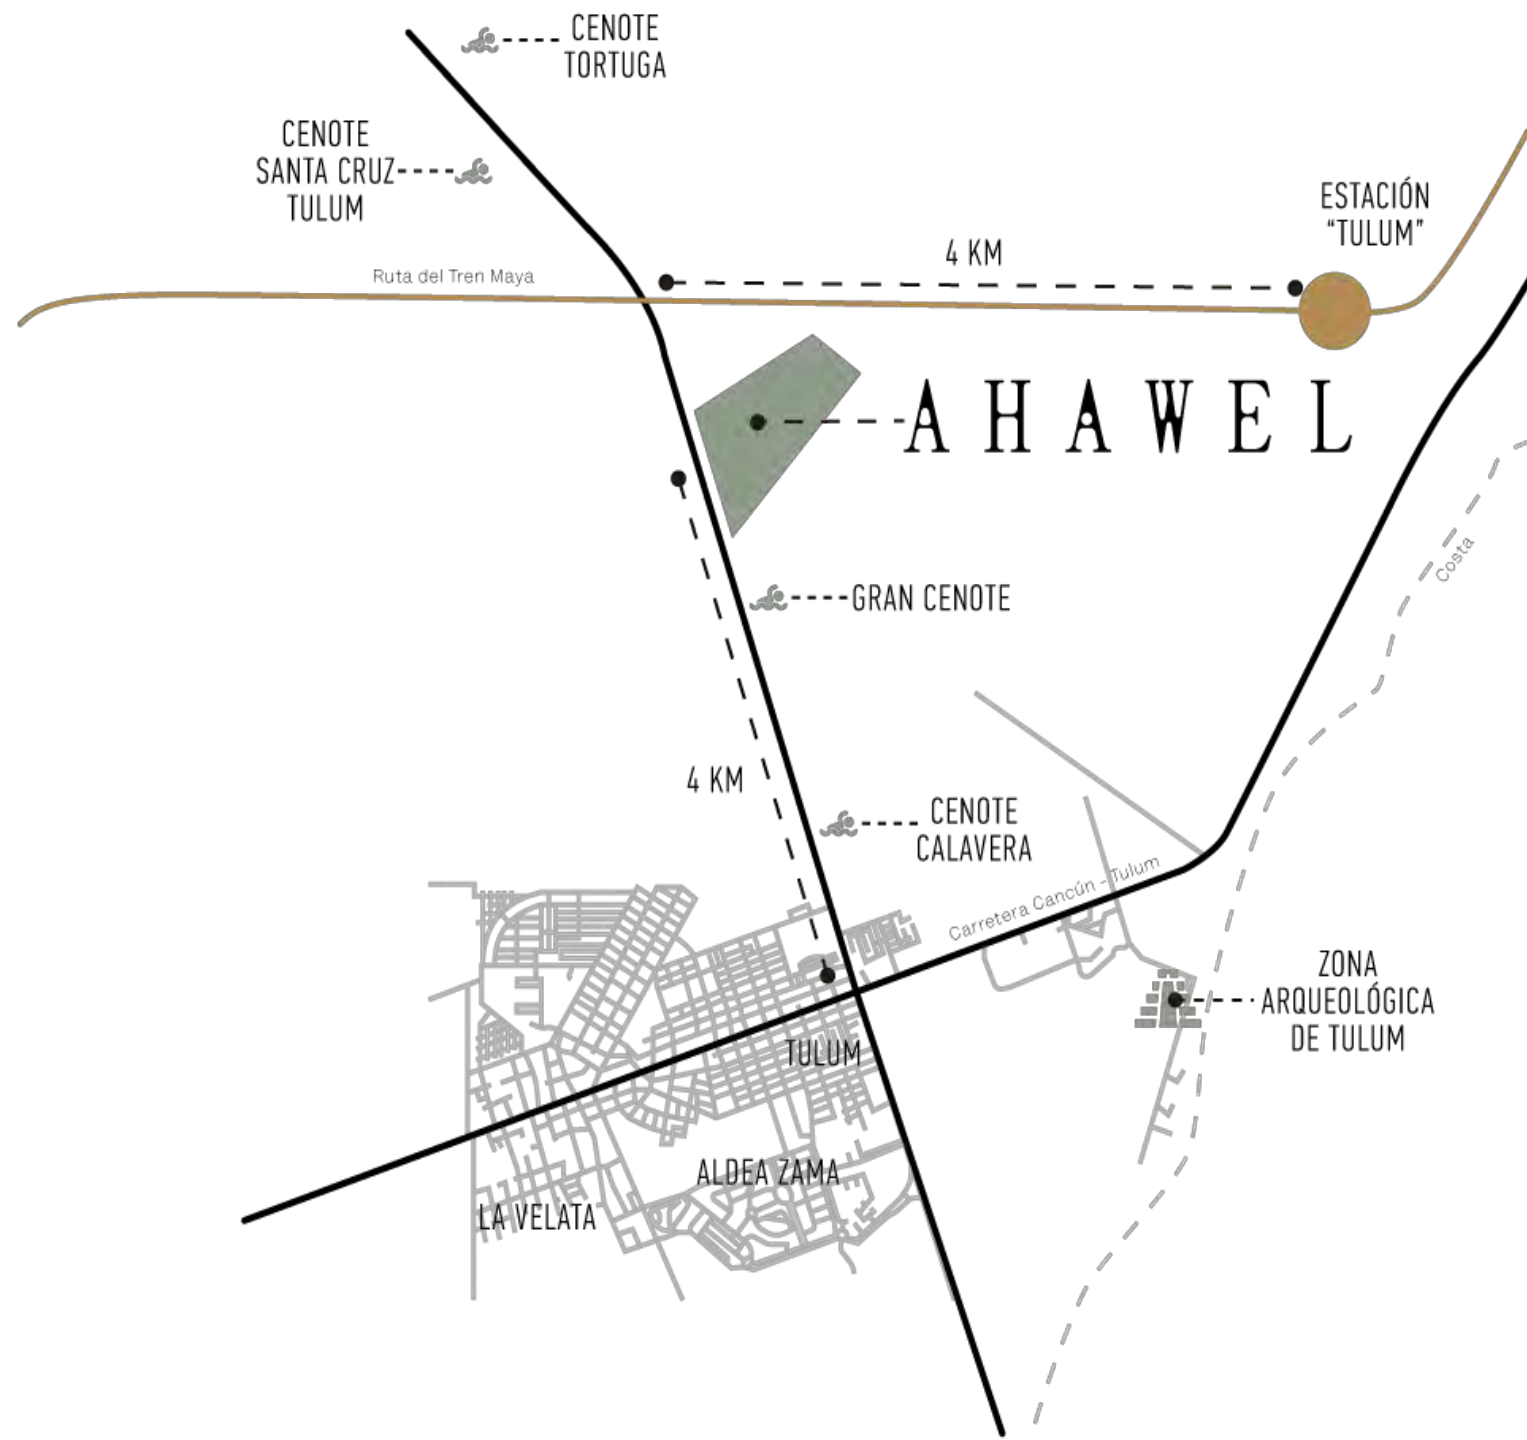 CENOTE
TORTUGA
CENOTE
SANTA CRUZ
TULUM
ESTACIÓN
“TULUM”
4 KM
Ruta del Tren Maya
AHAWEL
Costa
GRAN CENOTE
4 KM
CENOTE
CALAVERA
Carretera Cancún - Tulum
ZONA
ARQUEOLÓGICA
DE TULUM
TULUM
ALDEA ZAMA
LA VELATA